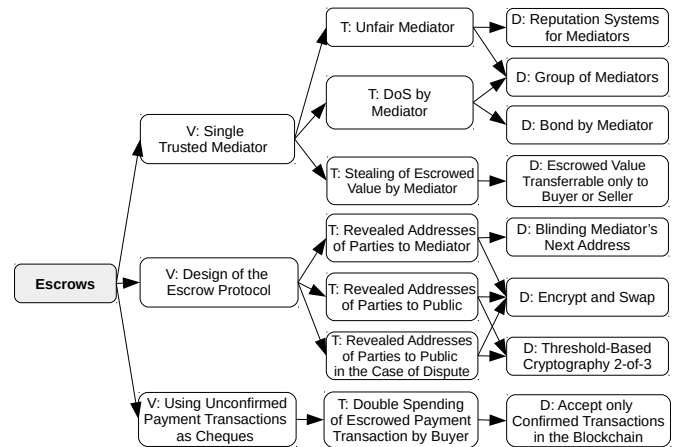 T: Unfair Mediator
D: Reputation Systems
for Mediators
D: Group of Mediators
T: DoS by
Mediator
D: Bond by Mediator
V: Single
Trusted Mediator
T: Stealing of Escrowed
Value by Mediator
D: Escrowed Value
Transferrable only to
Buyer or Seller
T: Revealed Addresses
of Parties to Mediator
D: Blinding Mediator's
Next Address
Escrows
V: Design of the
Escrow Protocol
T: Revealed Addresses
of Parties to Public
D: Encrypt and Swap
T: Revealed Addresses
of Parties to Public
in the Case of Dispute
D: Threshold-Based
Cryptography 2-of-3
V: Using Unconfirmed
Payment Transactions
as Cheques
T: Double Spending
of Escrowed Payment
Transaction by Buyer
D: Accept only
Confirmed Transactions
in the Blockchain